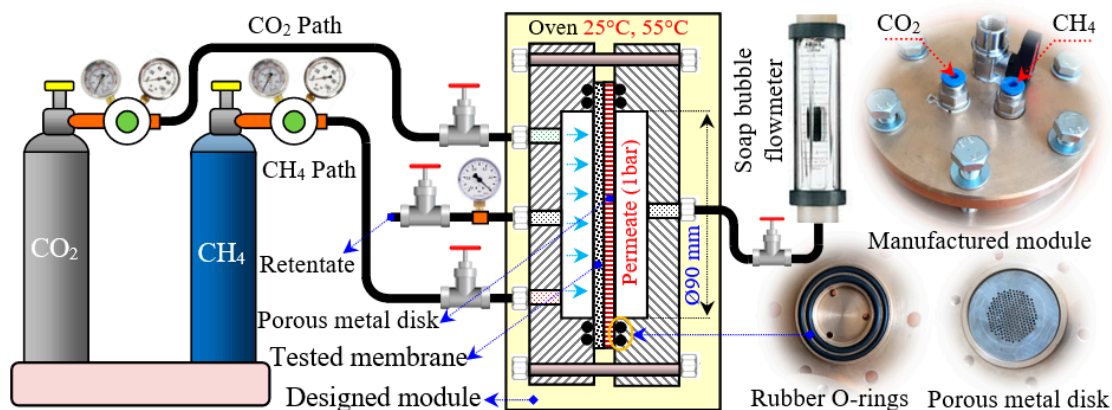 CO₂ Path
Oven 25°C, 55°C
CO₂
CH₄
Soap bubble
flowmeter
CH₄ Path
Permeate (1bar)
Ø90 mm
CO₂
CH₄
Retentate
Manufactured module
Porous metal disk
Tested membrane
Designed module
Rubber O-rings
Porous metal disk